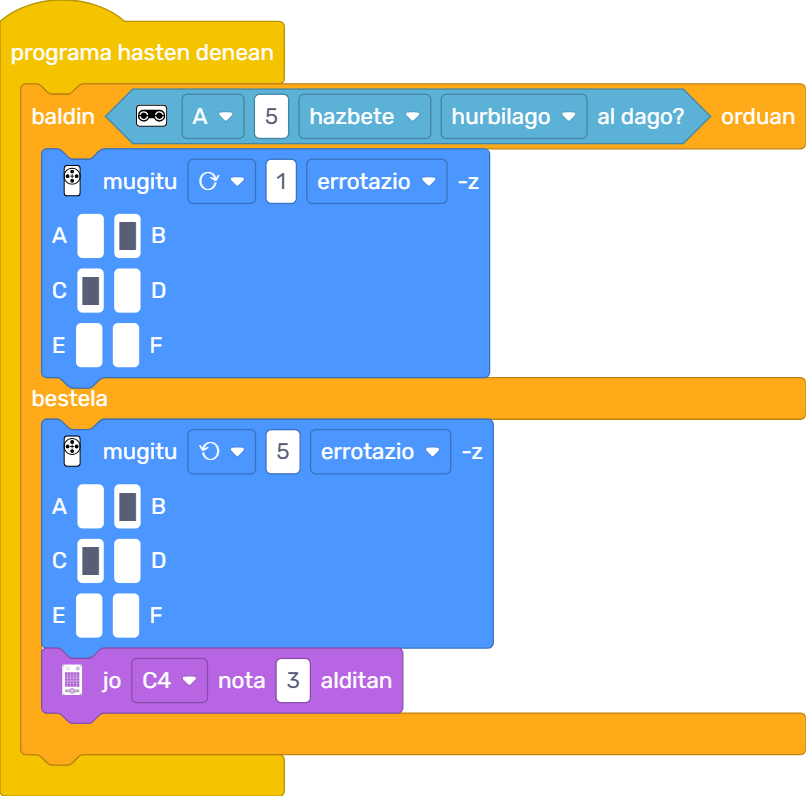 programa hasten denean
baldin A 5 hazbete hurbilago al dago? orduan
mugitu 1 errotazio -z
A B
C D
E F
bestela
mugitu 5 errotazio -z
A B
C D
E F
jo C4 nota 3 alditan